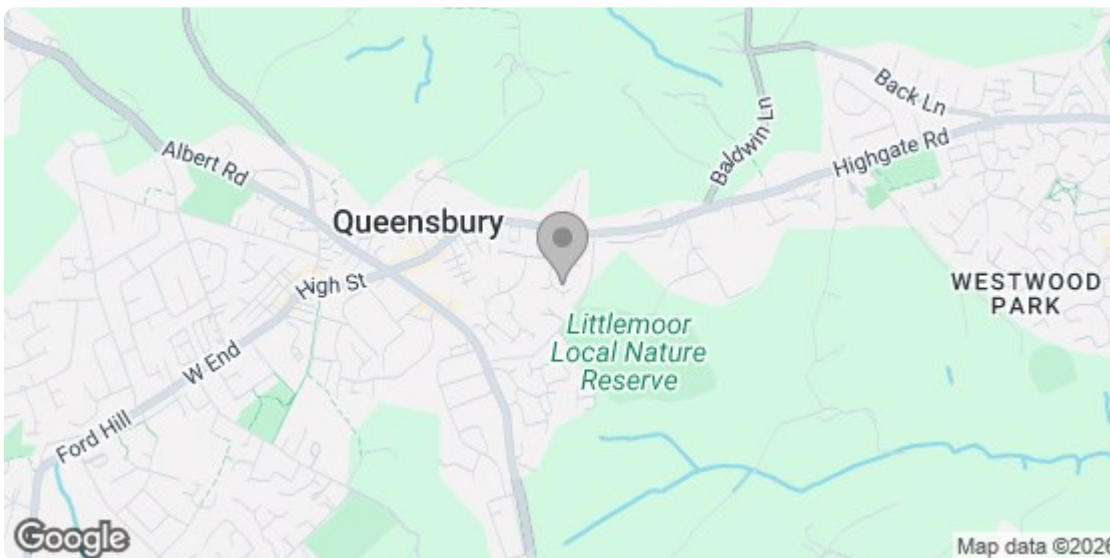 Back Ln
Baldwin Ln
Highgate Rd
Albert Rd
Queensbury
High St
WESTWOOD
PARK
Littlemoor
Local Nature
Reserve
W End
Ford Hill
Google
Map data ©2026